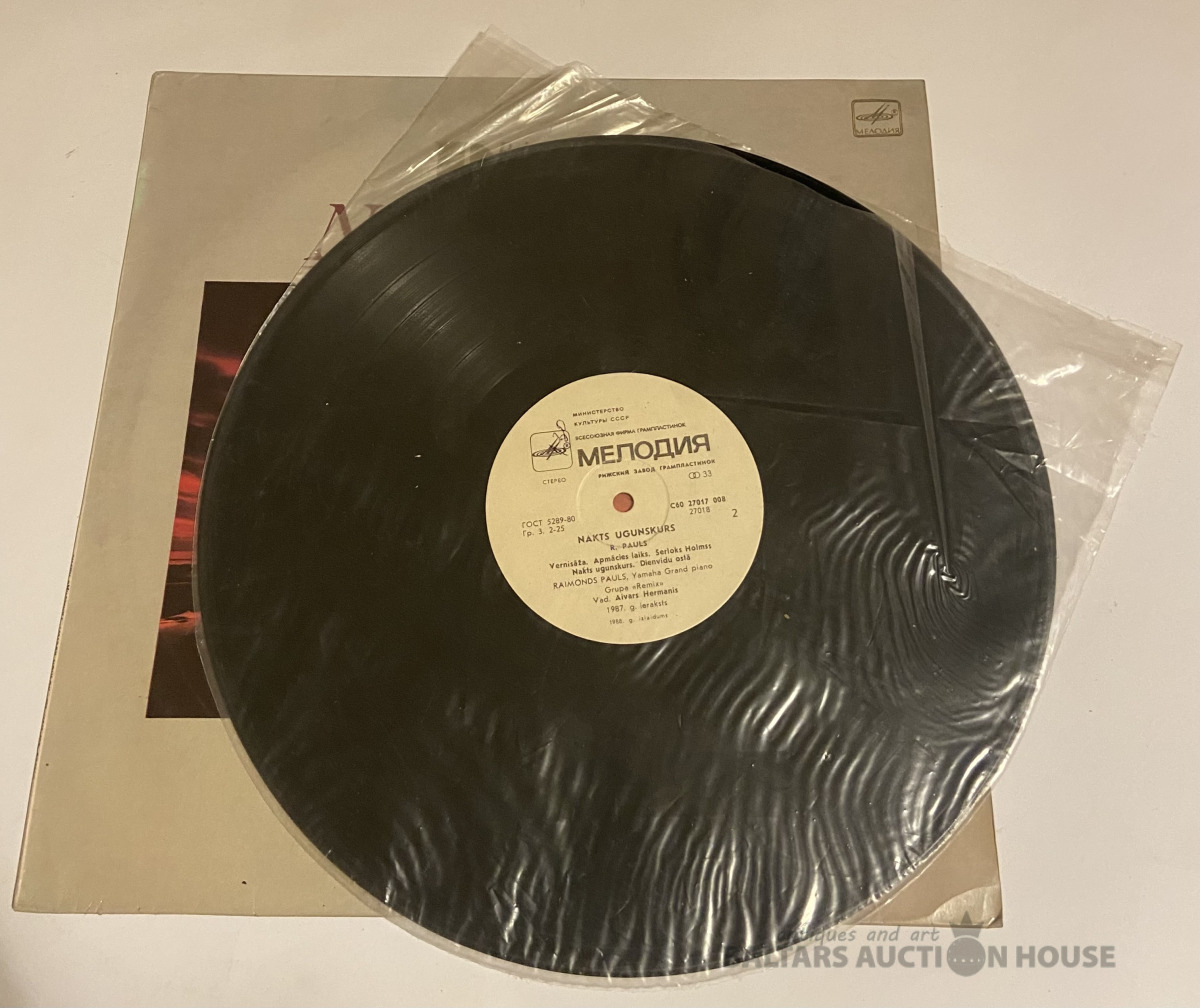 МЕЛОДИЯ
МИНИСТЕРСТВО
КУЛЬТУРЫ СССР
ВСЕСОЮЗНАЯ ФИРМА ГРАМПЛАСТИНОК
МЕЛОДИЯ
РИЖСКИЙ ЗАВОД ГРАМПЛАСТИНОК
СТЕРЕО
33
ГОСТ 5289-80
Гр. 3. 2-25
С60 27017 008
27018
2
NAKTS UGUNSKURS
R. PAULS
Vernisāža. Apmācies laiks. Šerloks Holmss
Nakts ugunskurs. Dienvidu ostā
RAIMONDS PAULS, Yamaha Grand piano
Grupa «Remix»
Vad. Aivars Hermanis
1987. g. ieraksts
1988. g. izlaidums
antiques and art
BALTARS AUCTION HOUSE